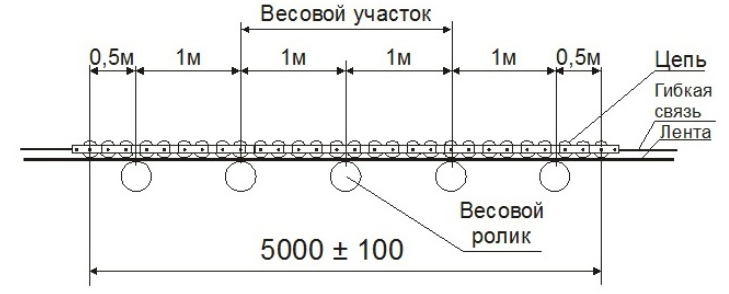 Весовой участок
0,5м 1м 1м 1м 1м 0,5м
Цепь
Гибкая
связь
Лента
Весовой
ролик
5000 ± 100